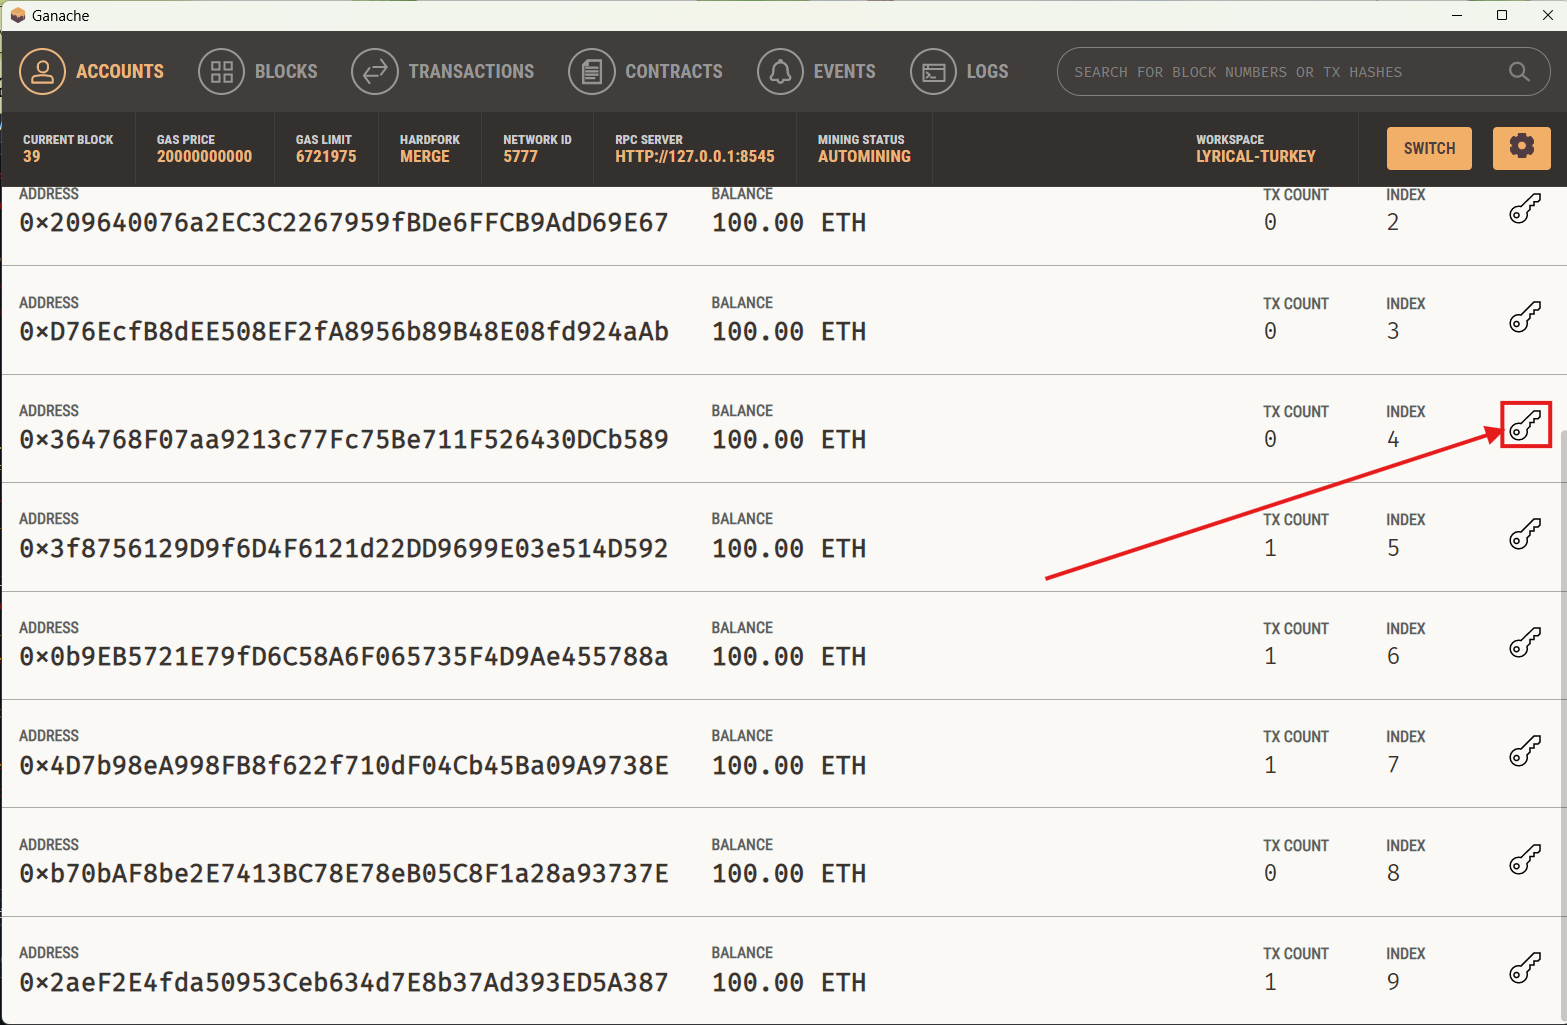 Ganache
ACCOUNTS BLOCKS TRANSACTIONS CONTRACTS EVENTS LOGS SEARCH FOR BLOCK NUMBERS OR TX HASHES
CURRENT BLOCK GAS PRICE GAS LIMIT HARDFORK NETWORK ID RPC SERVER MINING STATUS WORKSPACE
39 20000000000 6721975 MERGE 5777 HTTP://127.0.0.1:8545 AUTOMINING LYRICAL-TURKEY SWITCH
ADDRESS BALANCE TX COUNT INDEX
0×209640076a2EC3C2267959fBDe6FFCB9AdD69E67 100.00 ETH 0 2
ADDRESS BALANCE TX COUNT INDEX
0×D76EcfB8dEE508EF2fA8956b89B48E08fd924aAb 100.00 ETH 0 3
ADDRESS BALANCE TX COUNT INDEX
0×364768F07aa9213c77Fc75Be711F526430DCb589 100.00 ETH 0 4
ADDRESS BALANCE TX COUNT INDEX
0×3f8756129D9f6D4F6121d22DD9699E03e514D592 100.00 ETH 1 5
ADDRESS BALANCE TX COUNT INDEX
0×0b9EB5721E79fD6C58A6F065735F4D9Ae455788a 100.00 ETH 1 6
ADDRESS BALANCE TX COUNT INDEX
0×4D7b98eA998FB8f622f710dF04Cb45Ba09A9738E 100.00 ETH 1 7
ADDRESS BALANCE TX COUNT INDEX
0×b70bAF8be2E7413BC78E78eB05C8F1a28a93737E 100.00 ETH 0 8
ADDRESS BALANCE TX COUNT INDEX
0×2aeF2E4fda50953Ceb634d7E8b37Ad393ED5A387 100.00 ETH 1 9